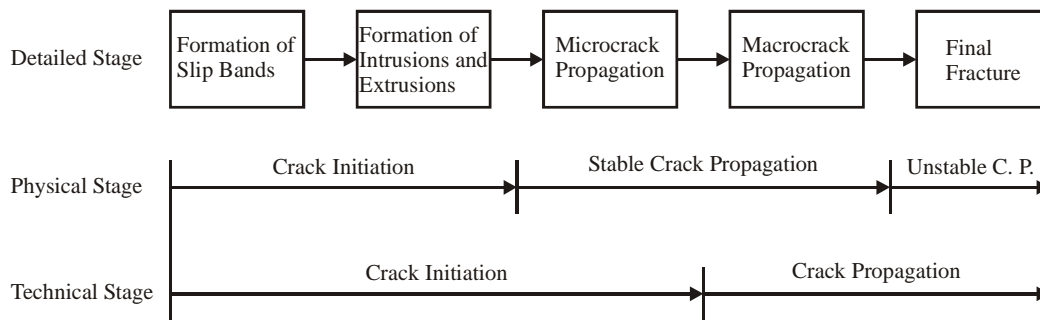 Detailed Stage
Formation of
Slip Bands
Formation of
Intrusions and
Extrusions
Microcrack
Propagation
Macrocrack
Propagation
Final
Fracture
Physical Stage
Crack Initiation
Stable Crack Propagation
Unstable C. P.
Technical Stage
Crack Initiation
Crack Propagation